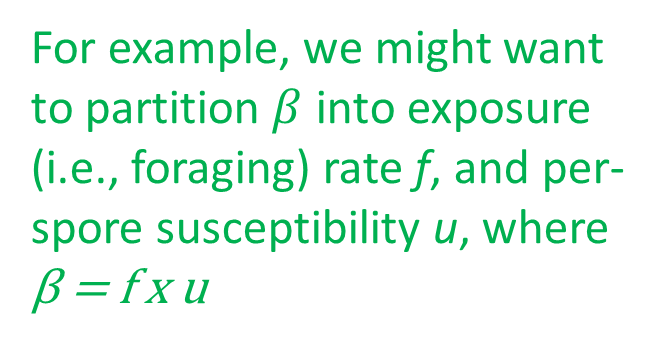 For example, we might want
to partition β into exposure
(i.e., foraging) rate f, and per-
spore susceptibility u, where
β = f x u